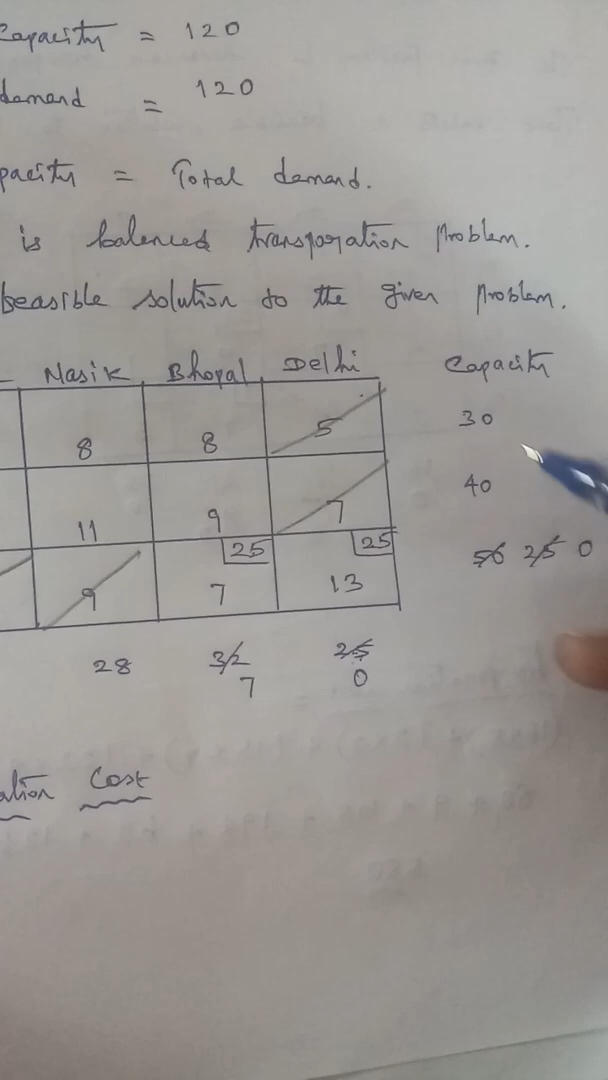 Capacity = 120
demand = 120
pacity = Total demand.
is balanced transporation problem.
feasible solution to the given problem.
Nasik Bhopal Delhi Capacity
8 8 5 30
11 9 7 40
25 25
9 7 13 50 25 0
28 32 25
7 0
ation Cost